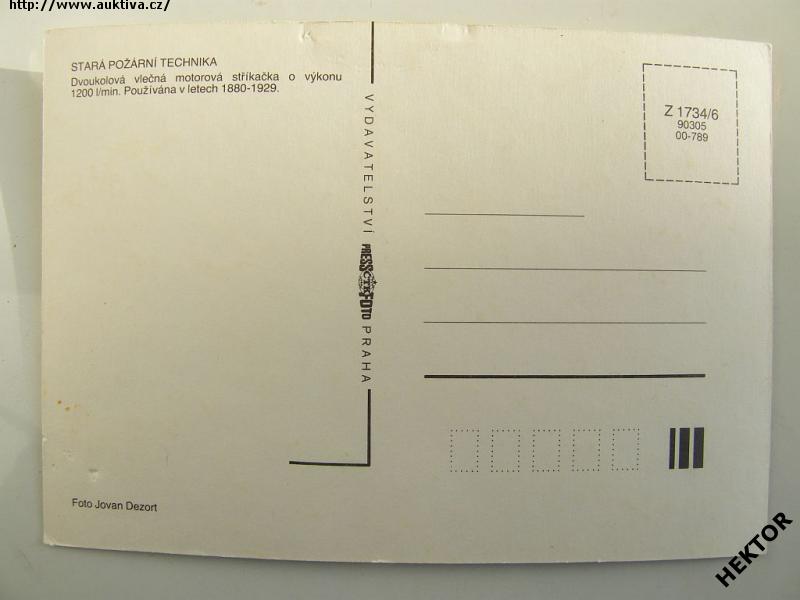 http://www.auktiva.cz/
STARÁ POŽÁRNÍ TECHNIKA
Dvoukolová vlečná motorová stříkačka o výkonu
1200 l/min. Používána v letech 1880-1929.
Foto Jovan Dezort
VYDAVATELSTVÍ PRESSFOTO PRAHA
ČTK
Z 1734/6
90305
00-789
HEKTOR